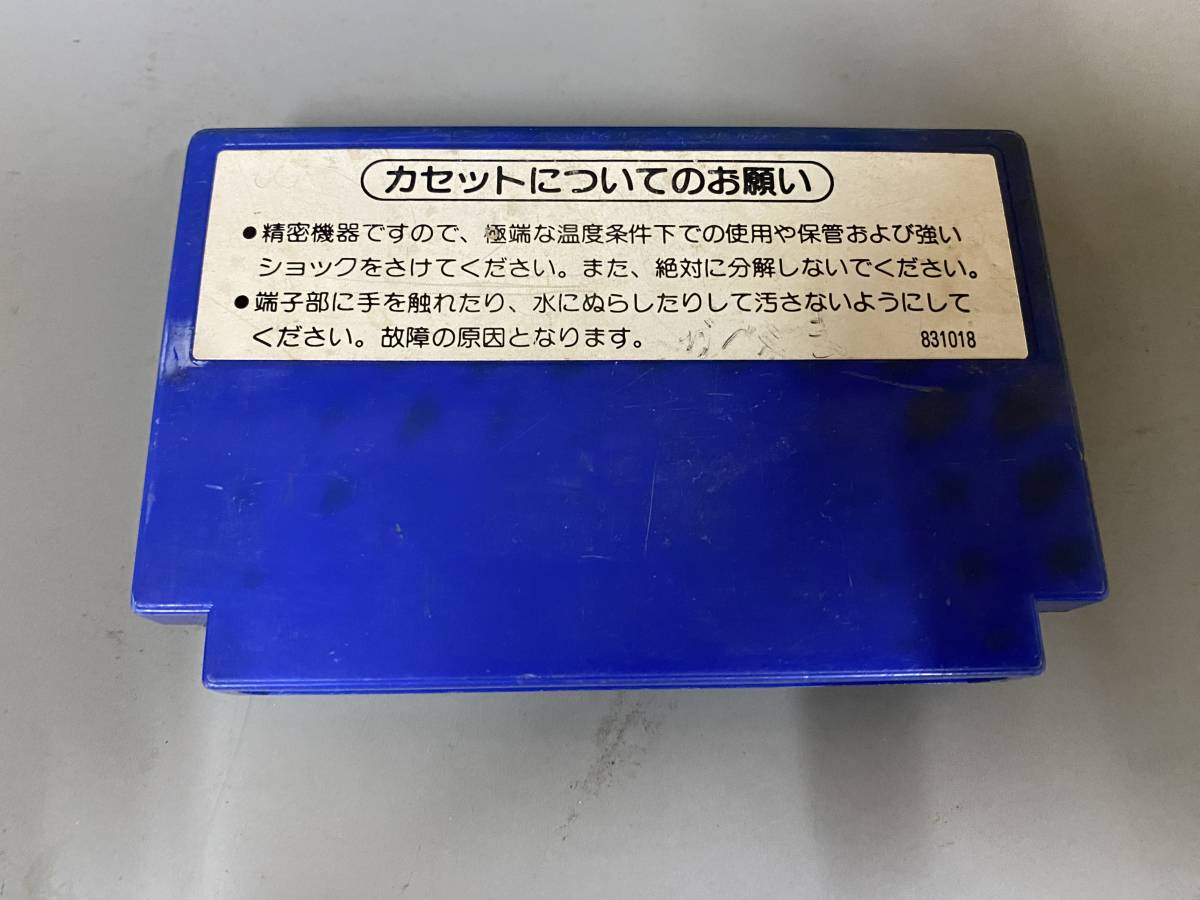 カセットについてのお願い
●精密機器ですので、極端な温度条件下での使用や保管および強い
ショックをさけてください。また、絶対に分解しないでください。
●端子部に手を触れたり、水にぬらしたりして汚さないようにして
ください。故障の原因となります。
831018